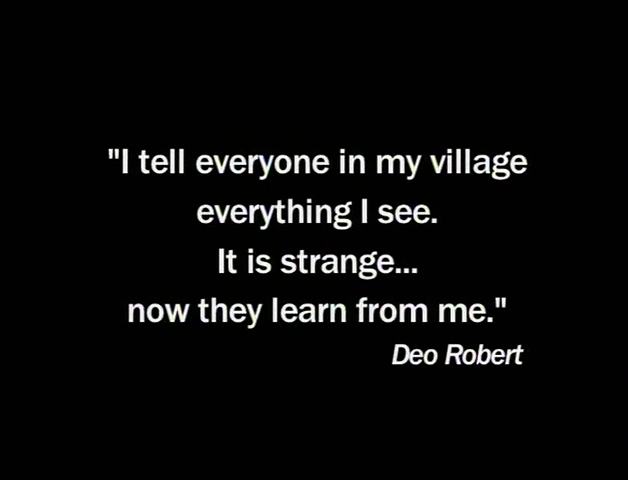 "I tell everyone in my village
everything I see.
It is strange...
now they learn from me."
Deo Robert